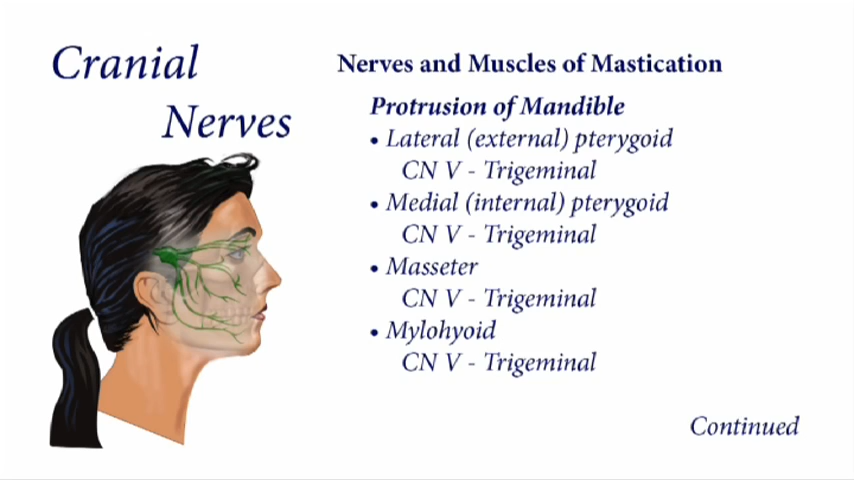 Cranial
Nerves
Nerves and Muscles of Mastication
Protrusion of Mandible
• Lateral (external) pterygoid
CN V - Trigeminal
• Medial (internal) pterygoid
CN V - Trigeminal
• Masseter
CN V - Trigeminal
• Mylohyoid
CN V - Trigeminal
Continued